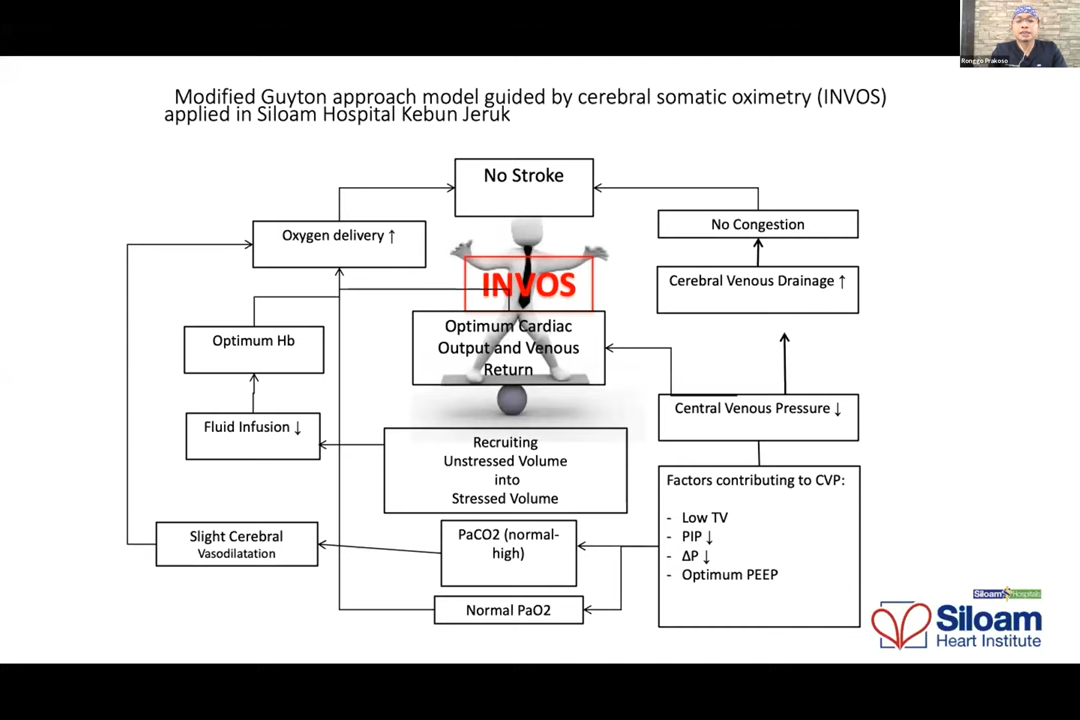 Ronggo Prakoso
Modified Guyton approach model guided by cerebral somatic oximetry (INVOS)
applied in Siloam Hospital Kebun Jeruk
No Stroke
Oxygen delivery ↑
No Congestion
INVOS
Cerebral Venous Drainage ↑
Optimum Hb
Optimum Cardiac
Output and Venous
Return
Central Venous Pressure ↓
Fluid Infusion ↓
Recruiting
Unstressed Volume
into
Stressed Volume
Factors contributing to CVP:
- Low TV
- PIP ↓
- ΔP ↓
- Optimum PEEP
Slight Cerebral
Vasodilatation
PaCO2 (normal-
high)
Normal PaO2
Siloam Hospitals
Siloam
Heart Institute